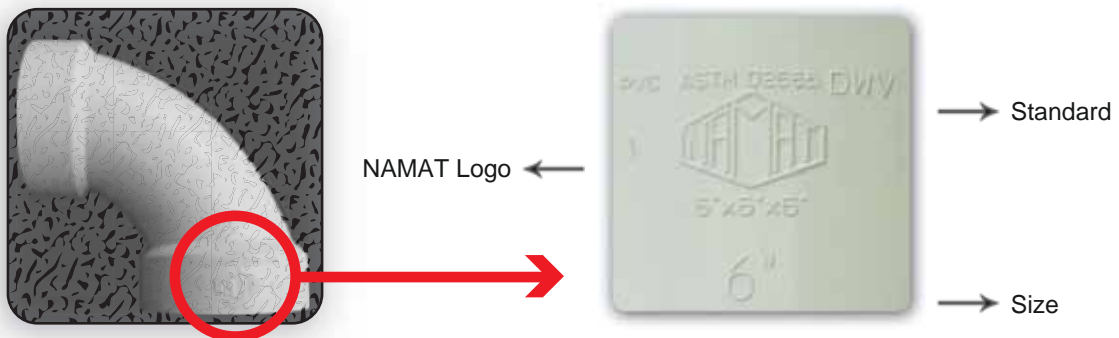 PVC ASTM D2665 DWV
NAMAT
6"x6"x6"
6"
NAMAT Logo
Standard
Size